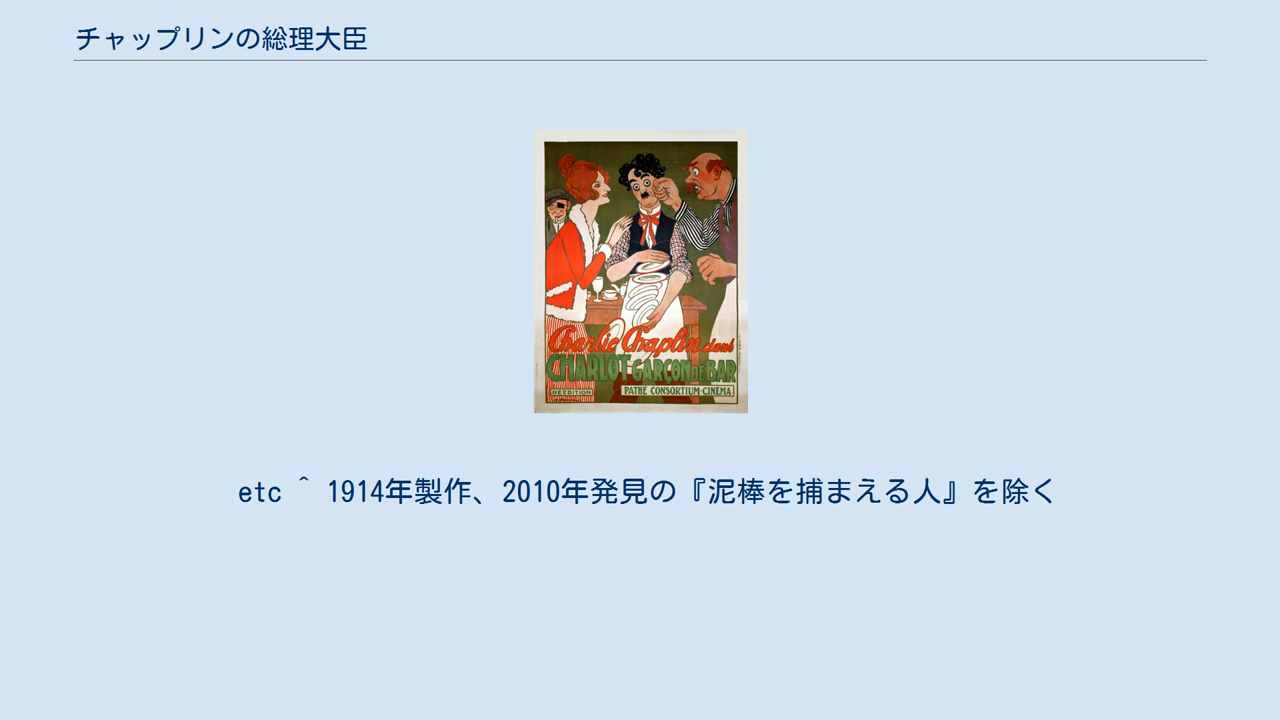 チャップリンの総理大臣
Charlie Chaplin dans
CHARLOT GARÇON DE BAR
RÉÉDITION
PATHÉ CONSORTIUM-CINÉMA
etc ^ 1914年製作、2010年発見の『泥棒を捕まえる人』を除く